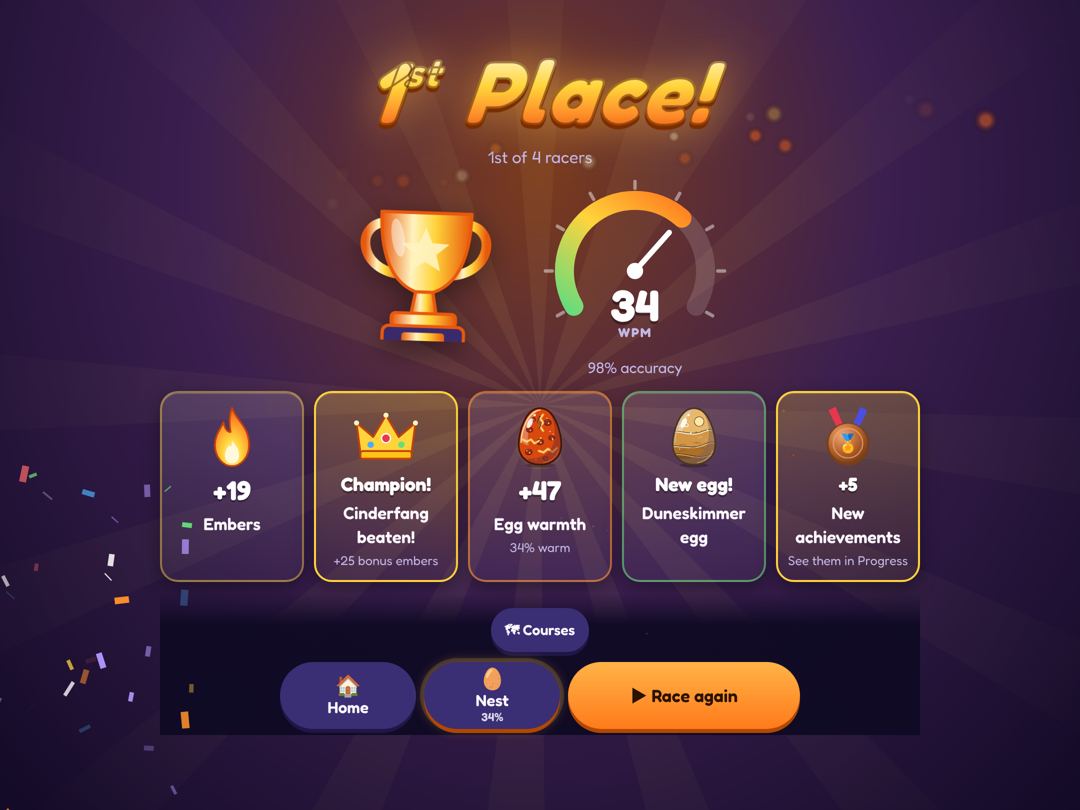 1st Place!
1st of 4 racers
34
WPM
98% accuracy
+19
Embers
Champion!
Cinderfang
beaten!
+25 bonus embers
+47
Egg warmth
34% warm
New egg!
Duneskimmer
egg
+5
New
achievements
See them in Progress
Courses
Home
Nest
34%
Race again